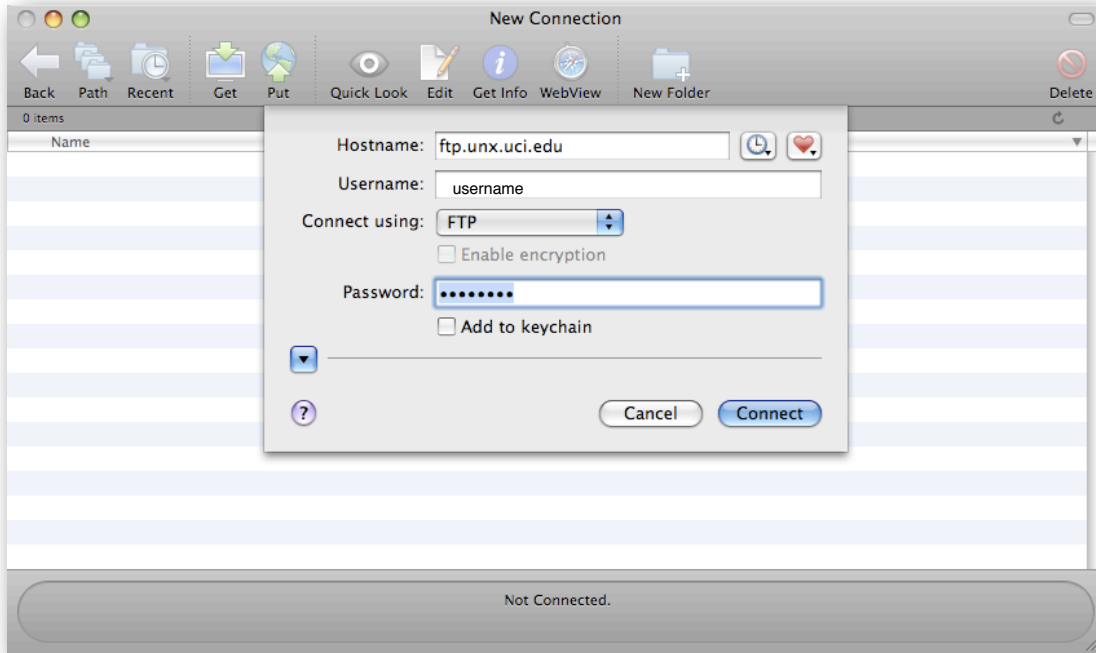 New Connection
Back Path Recent Get Put Quick Look Edit Get Info WebView New Folder Delete
0 items
Name
Hostname: ftp.unx.uci.edu
Username: username
Connect using: FTP
Enable encryption
Password: ••••••••
Add to keychain
? Cancel Connect
Not Connected.